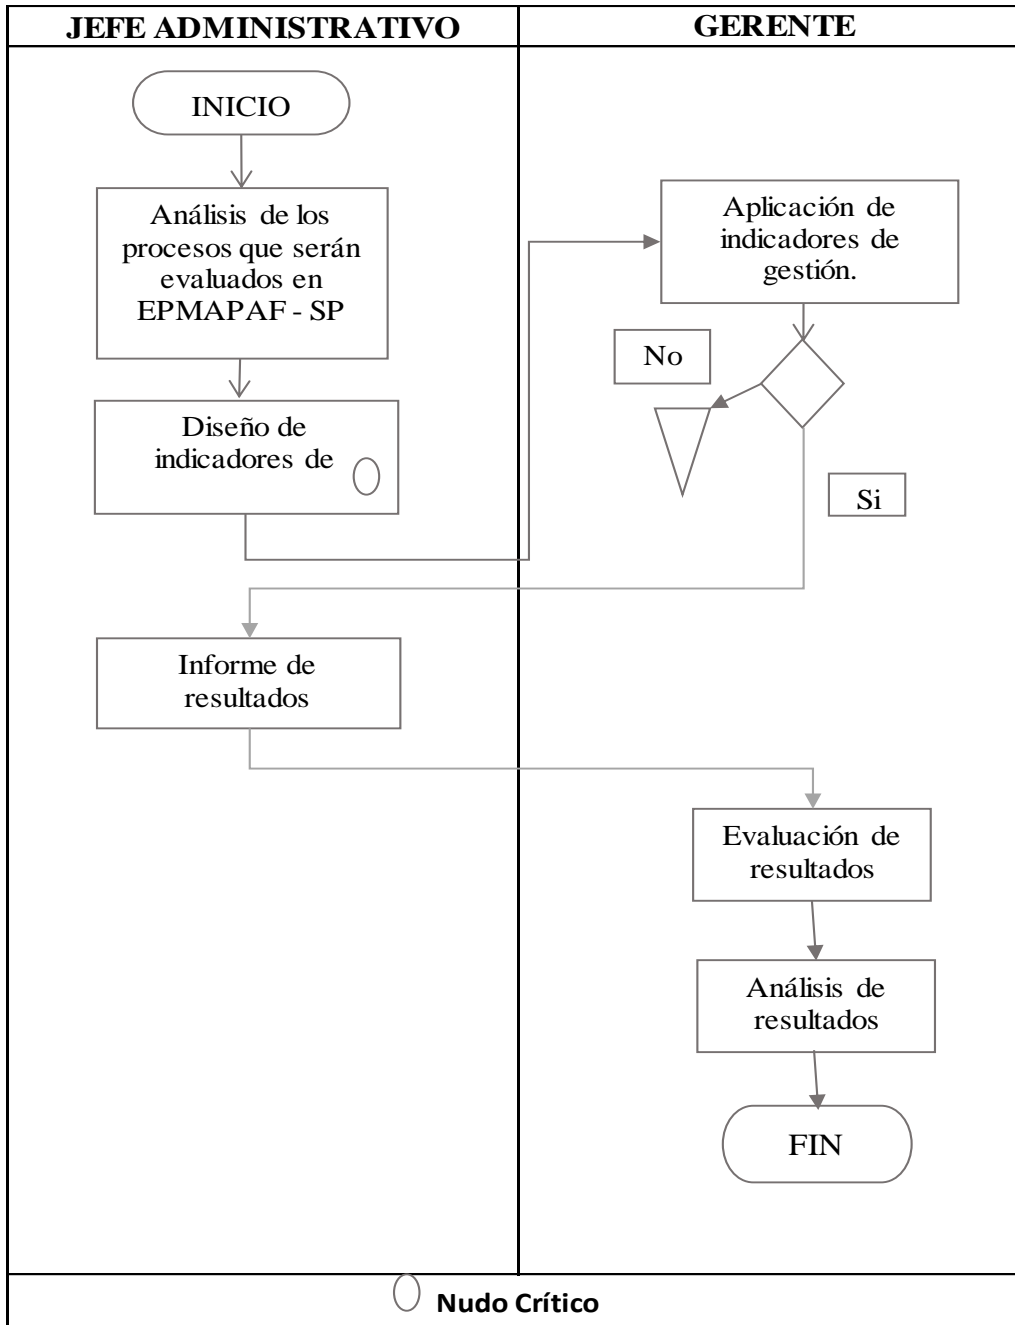 JEFE ADMINISTRATIVO
GERENTE
INICIO
Análisis de los
procesos que serán
evaluados en
EPMAPAF - SP
Diseño de
indicadores de
Aplicación de
indicadores de
gestión.
No
Si
Informe de
resultados
Evaluación de
resultados
Análisis de
resultados
FIN
Nudo Crítico